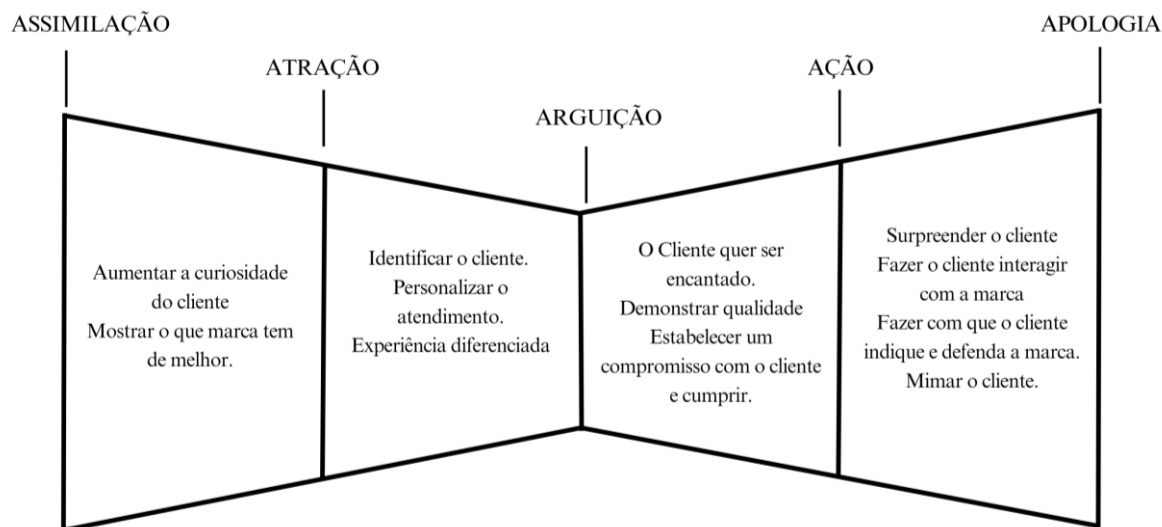 ASSIMILAÇÃO
ATRAÇÃO
ARGUIÇÃO
AÇÃO
APOLOGIA
Aumentar a curiosidade
do cliente
Mostrar o que marca tem
de melhor.
Identificar o cliente.
Personalizar o
atendimento.
Experiência diferenciada
O Cliente quer ser
encantado.
Demonstrar qualidade
Estabelecer um
compromisso com o cliente
e cumprir.
Surpreender o cliente
Fazer o cliente interagir
com a marca
Fazer com que o cliente
indique e defenda a marca.
Mimar o cliente.